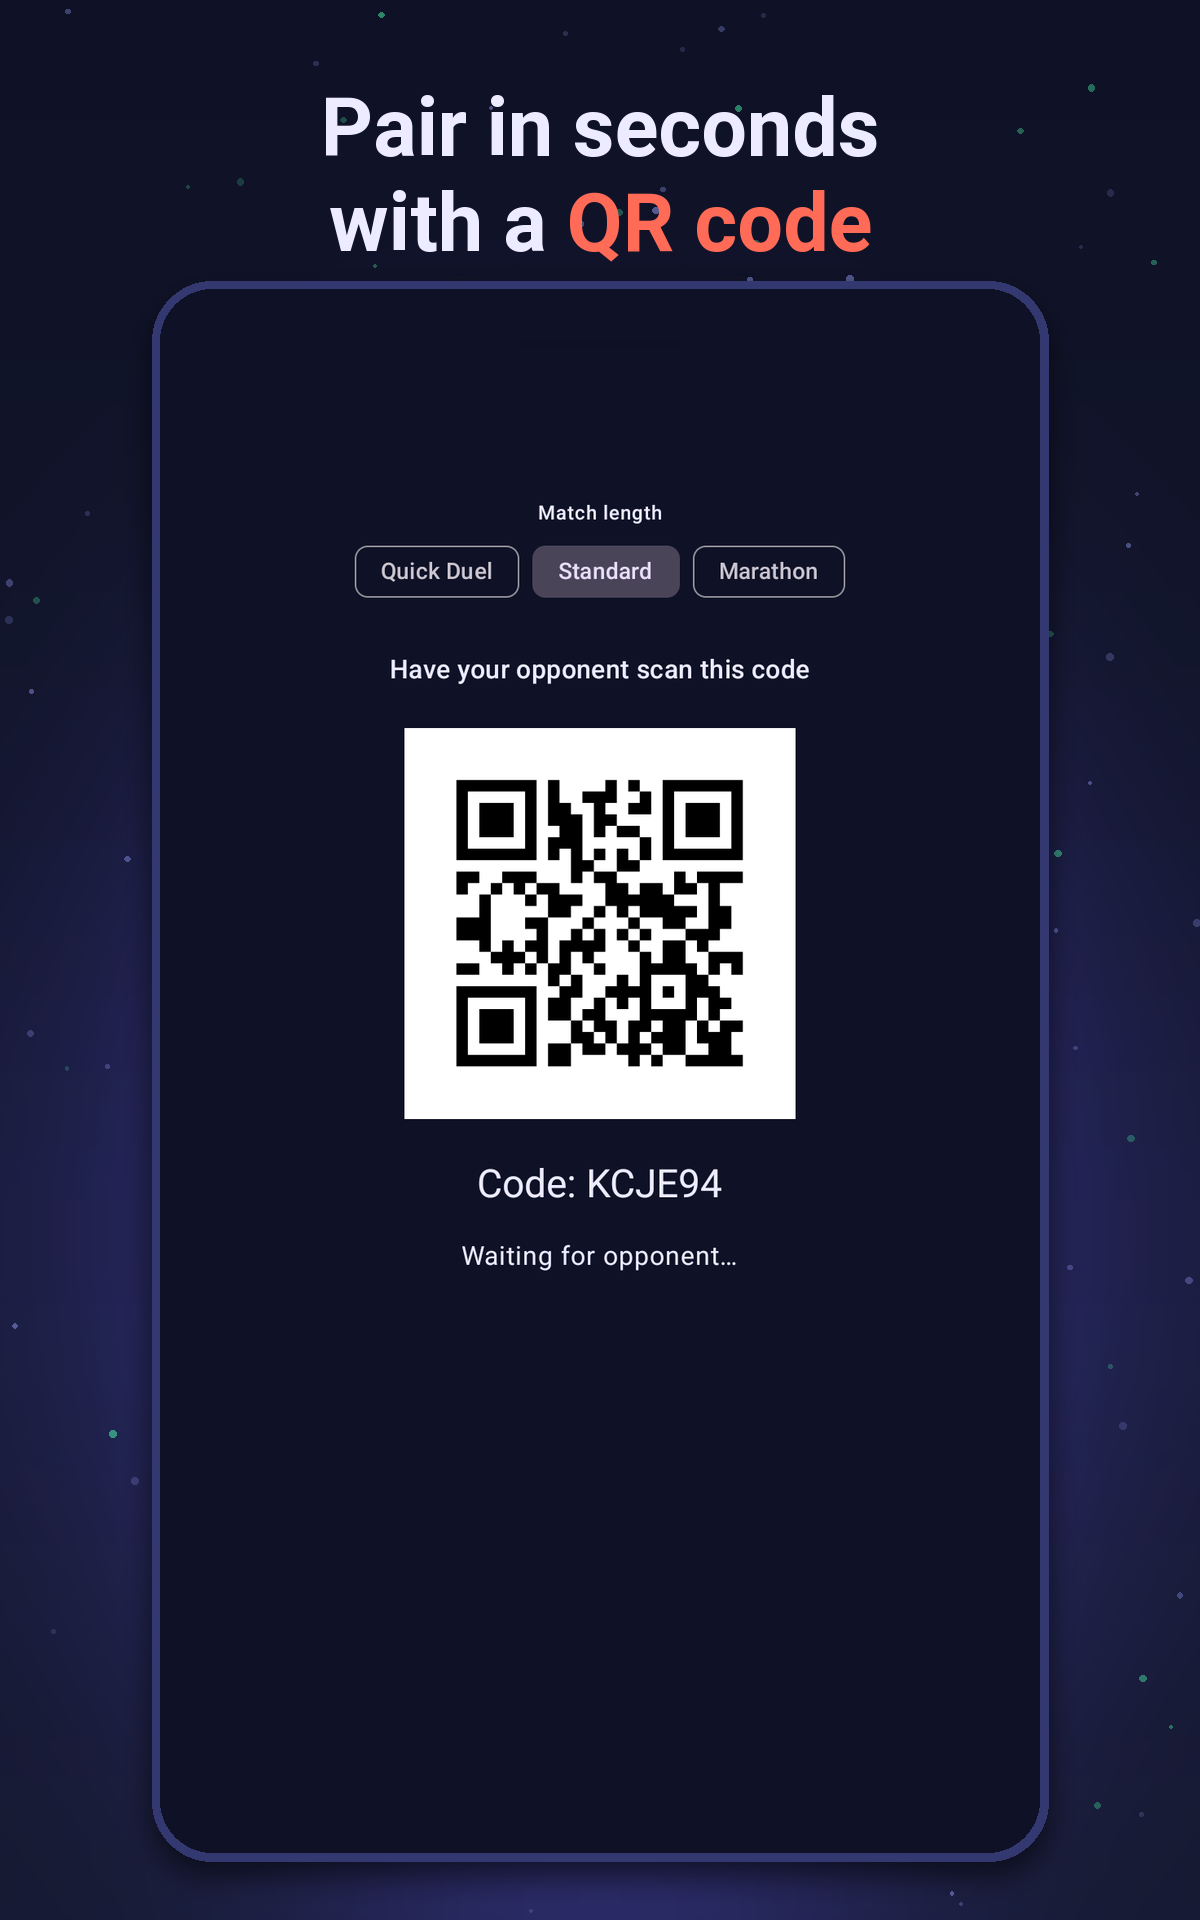 Pair in seconds
with a QR code
Match length
Quick Duel Standard Marathon
Have your opponent scan this code
Code: KCJE94
Waiting for opponent…